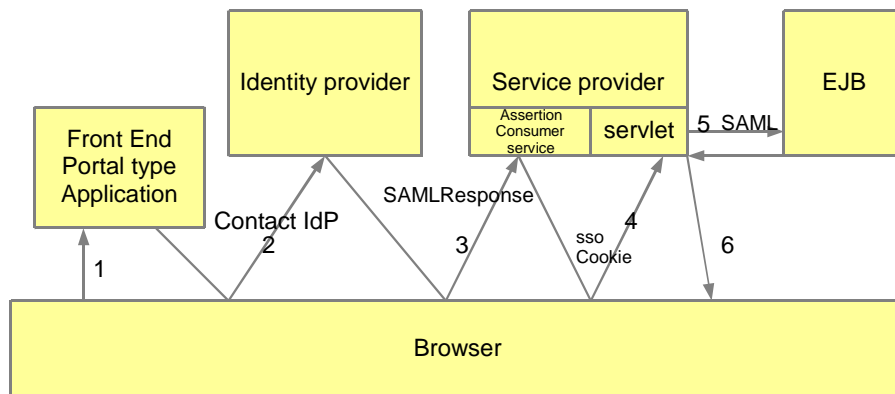 Identity provider
Service provider
EJB
Front End
Portal type
Application
Assertion
Consumer
service
servlet
5 SAML
Contact IdP
SAMLResponse
1
2
3
sso
Cookie
4
6
Browser